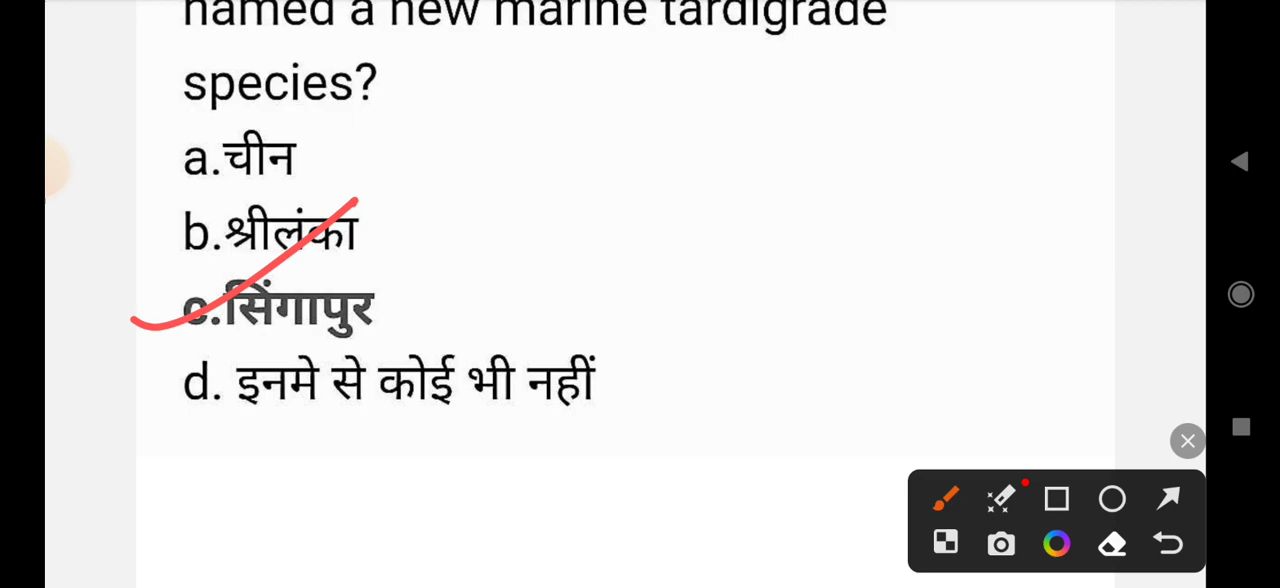 named a new marine tardigrade
species?
a.चीन
b.श्रीलंका
c.सिंगापुर
d. इनमे से कोई भी नहीं